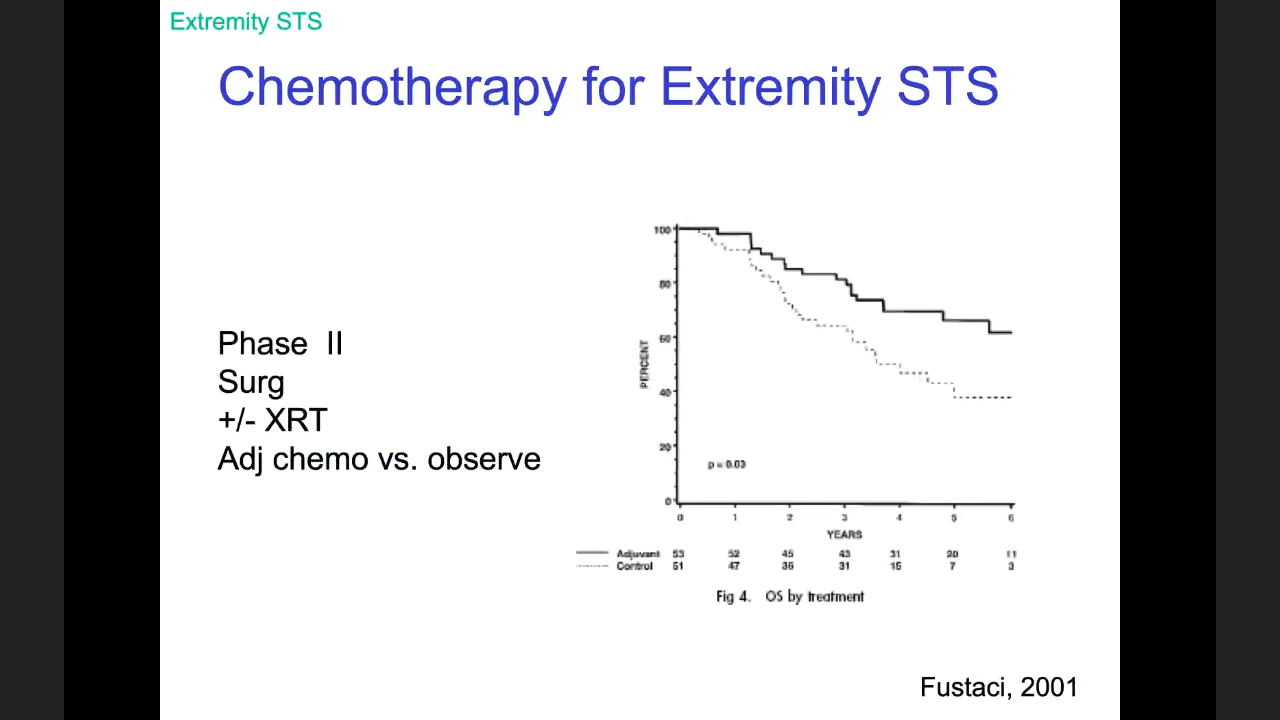 Extremity STS
Chemotherapy for Extremity STS
Phase II
Surg
+/- XRT
Adj chemo vs. observe
100
80
60
40
20
0
PERCENT
p = 0.03
0 1 2 3 4 5 6
YEARS
Adjuvant 53 52 45 43 31 20 11
Control 51 47 36 31 15 7 3
Fig 4. OS by treatment
Fustaci, 2001